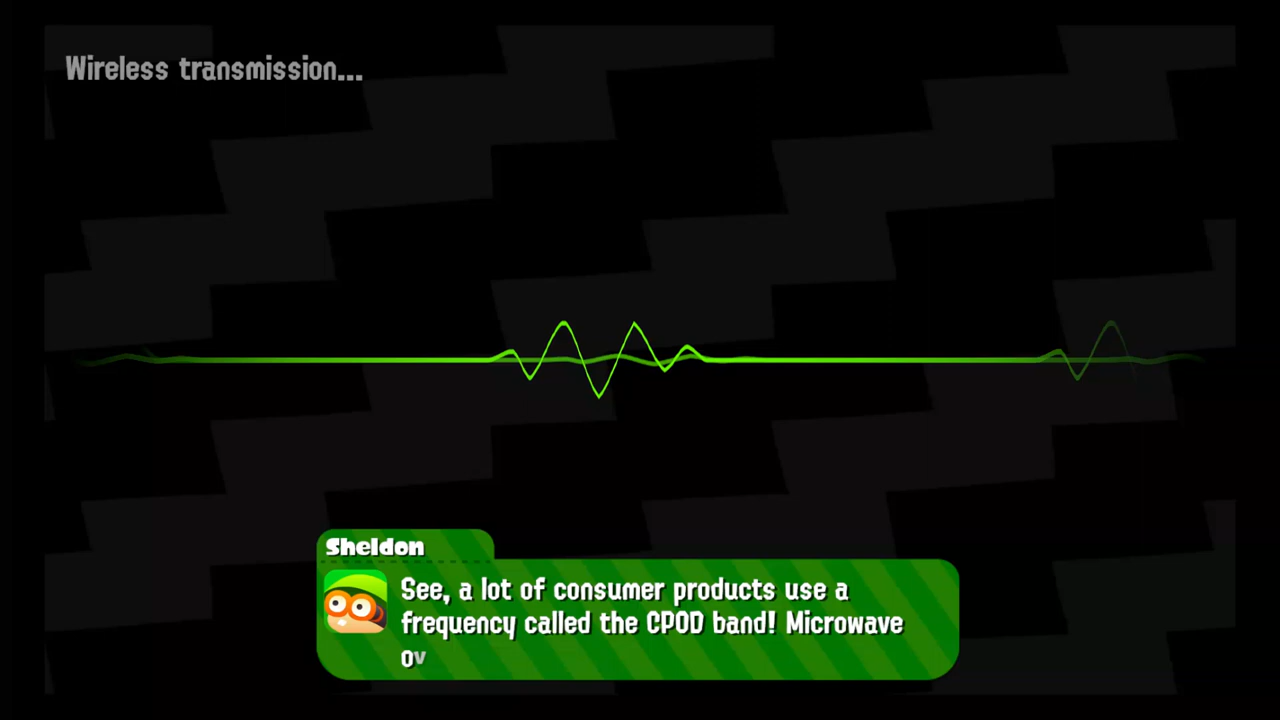 Wireless transmission...
Sheldon
See, a lot of consumer products use a
frequency called the CPOD band! Microwave
ov